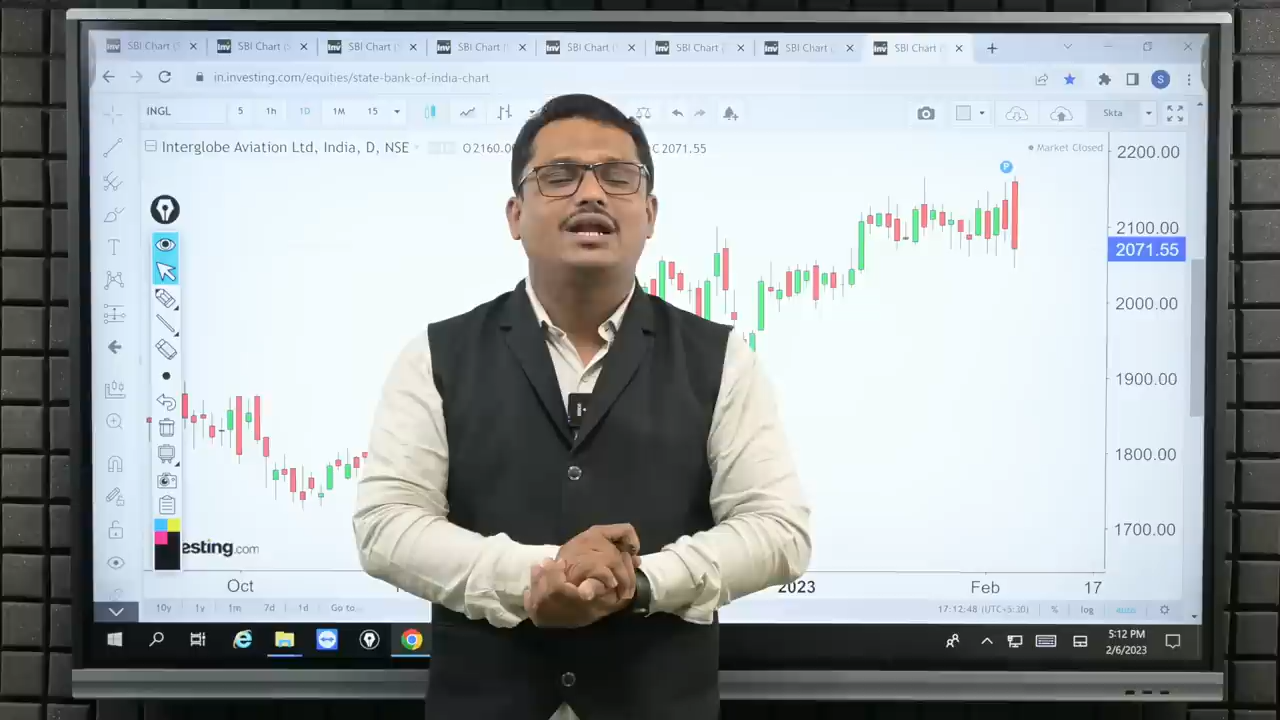 SBI Chart (S SBI Chart (S SBI Chart ( SBI Chart (S SBI Chart ( SBI Chart ( SBI Chart ( SBI Chart (
in.investing.com/equities/state-bank-of-india-chart
INGL 5 1h 1D 1M 15 Skta
Interglobe Aviation Ltd, India, D, NSE O2160.0 C 2071.55 Market Closed
2200.00
2100.00
2071.55
2000.00
1900.00
1800.00
1700.00
esting.com
Oct 2023 Feb 17
10y 1y 1m 7d 1d Go to... 17:12:48 (UTC+5:30) % log auto
5:12 PM
2/6/2023